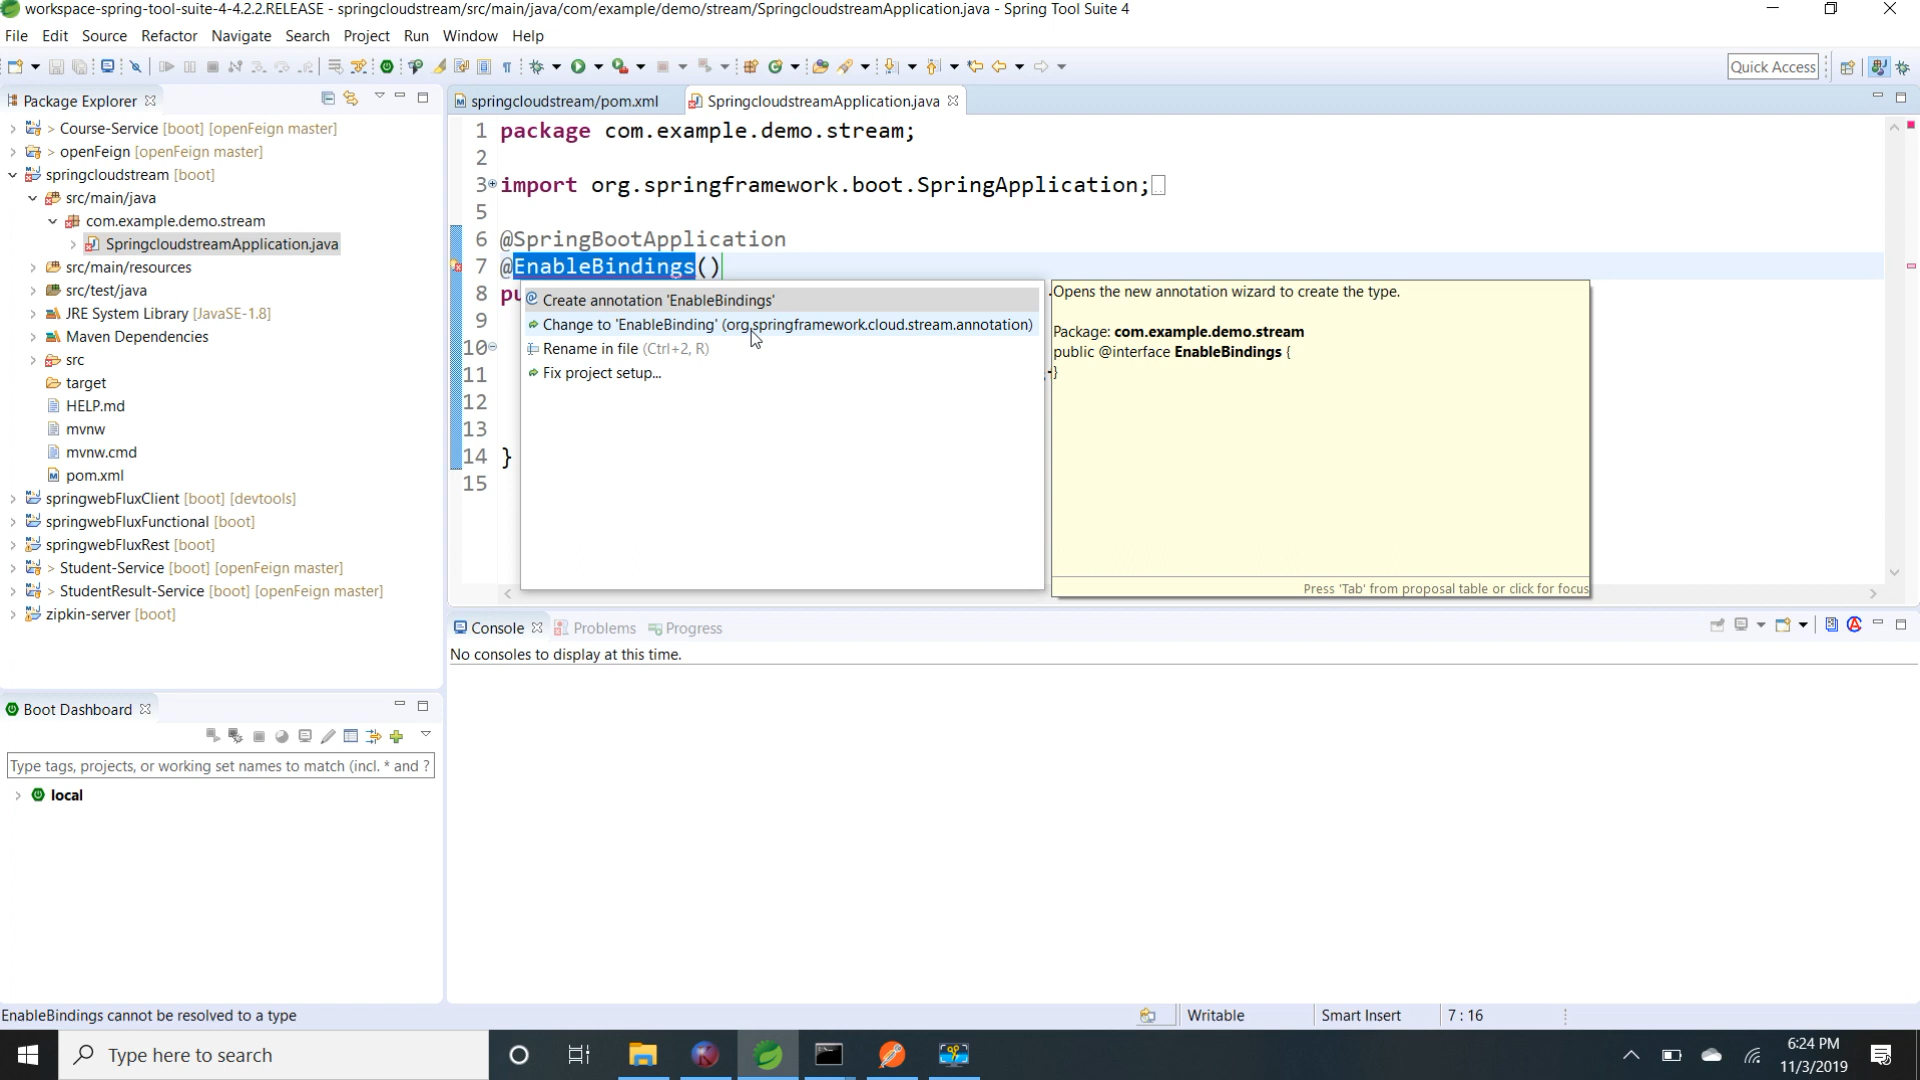 workspace-spring-tool-suite-4-4.2.2.RELEASE - springcloudstream/src/main/java/com/example/demo/stream/SpringcloudstreamApplication.java - Spring Tool Suite 4
File Edit Source Refactor Navigate Search Project Run Window Help
Quick Access
Package Explorer
springcloudstream/pom.xml
SpringcloudstreamApplication.java
> Course-Service [boot] [openFeign master]
> openFeign [openFeign master]
springcloudstream [boot]
src/main/java
com.example.demo.stream
SpringcloudstreamApplication.java
src/main/resources
src/test/java
JRE System Library [JavaSE-1.8]
Maven Dependencies
src
target
HELP.md
mvnw
mvnw.cmd
pom.xml
springwebFluxClient [boot] [devtools]
springwebFluxFunctional [boot]
springwebFluxRest [boot]
> Student-Service [boot] [openFeign master]
> StudentResult-Service [boot] [openFeign master]
zipkin-server [boot]
1 package com.example.demo.stream;
2
3 import org.springframework.boot.SpringApplication;
5
6 @SpringBootApplication
7 @EnableBindings()
8 pu
9
10
11
12
13
14 }
15
Create annotation 'EnableBindings'
Change to 'EnableBinding' (org.springframework.cloud.stream.annotation)
Rename in file (Ctrl+2, R)
Fix project setup...
Opens the new annotation wizard to create the type.
Package: com.example.demo.stream
public @interface EnableBindings {
}
Press 'Tab' from proposal table or click for focus
Console Problems Progress
No consoles to display at this time.
Boot Dashboard
Type tags, projects, or working set names to match (incl. * and ?
local
EnableBindings cannot be resolved to a type
Writable
Smart Insert
7 : 16
Type here to search
6:24 PM
11/3/2019